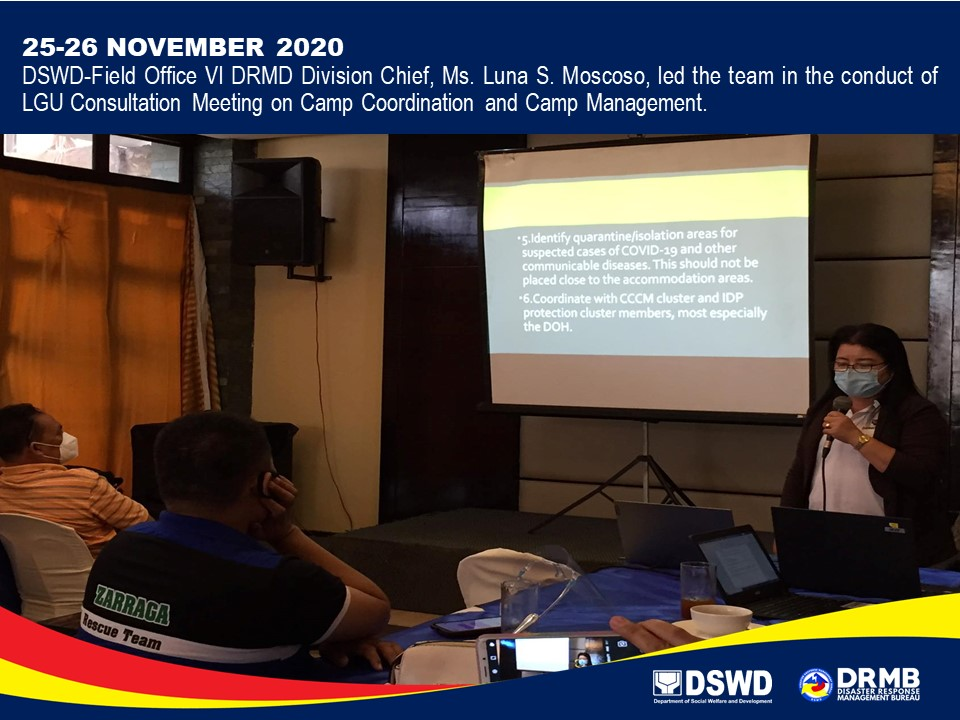 25-26 NOVEMBER 2020
DSWD-Field Office VI DRMD Division Chief, Ms. Luna S. Moscoso, led the team in the conduct of
LGU Consultation Meeting on Camp Coordination and Camp Management.
•5.Identify quarantine/isolation areas for
suspected cases of COVID-19 and other
communicable diseases. This should not be
placed close to the accommodation areas.
•6.Coordinate with CCCM cluster and IDP
protection cluster members, most especially
the DOH.
ZARRAGA
Rescue Team
DSWD
Department of Social Welfare and Development
DRMB
DISASTER RESPONSE
MANAGEMENT BUREAU